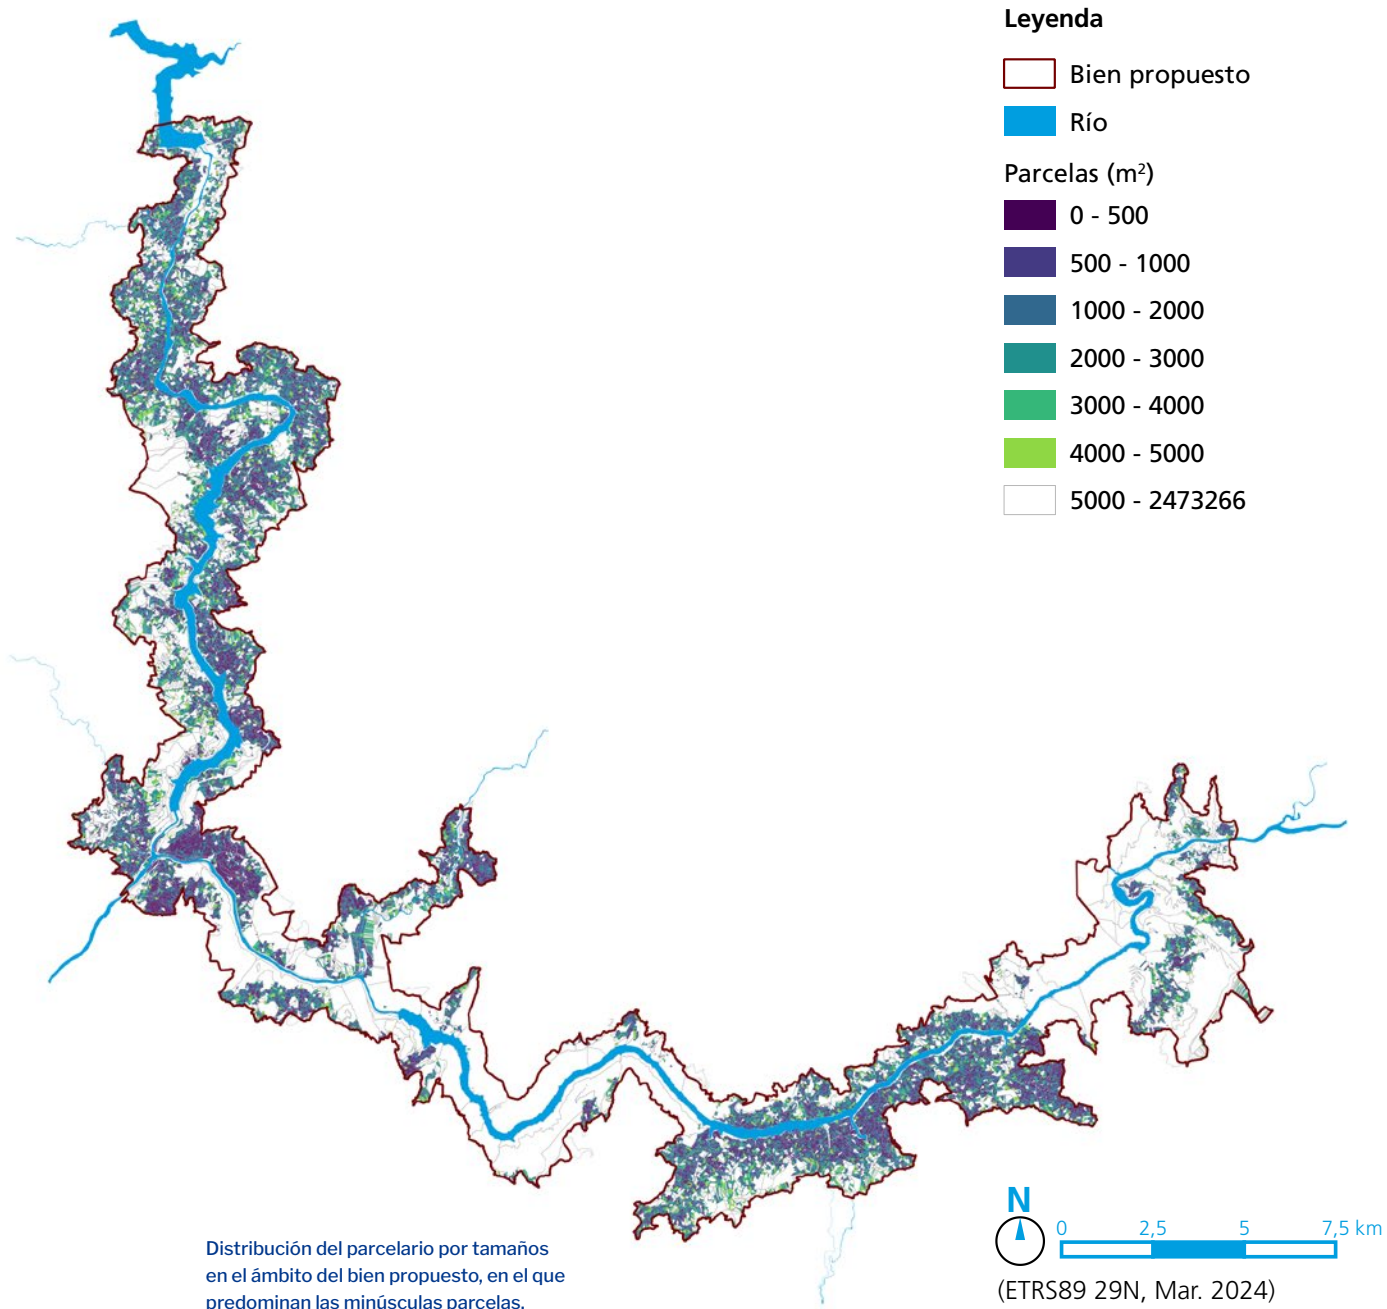 Leyenda
Bien propuesto
Río
Parcelas (m²)
0 - 500
500 - 1000
1000 - 2000
2000 - 3000
3000 - 4000
4000 - 5000
5000 - 2473266
Distribución del parcelario por tamaños
en el ámbito del bien propuesto, en el que
predominan las minúsculas parcelas.
N
0 2,5 5 7,5 km
(ETRS89 29N, Mar. 2024)